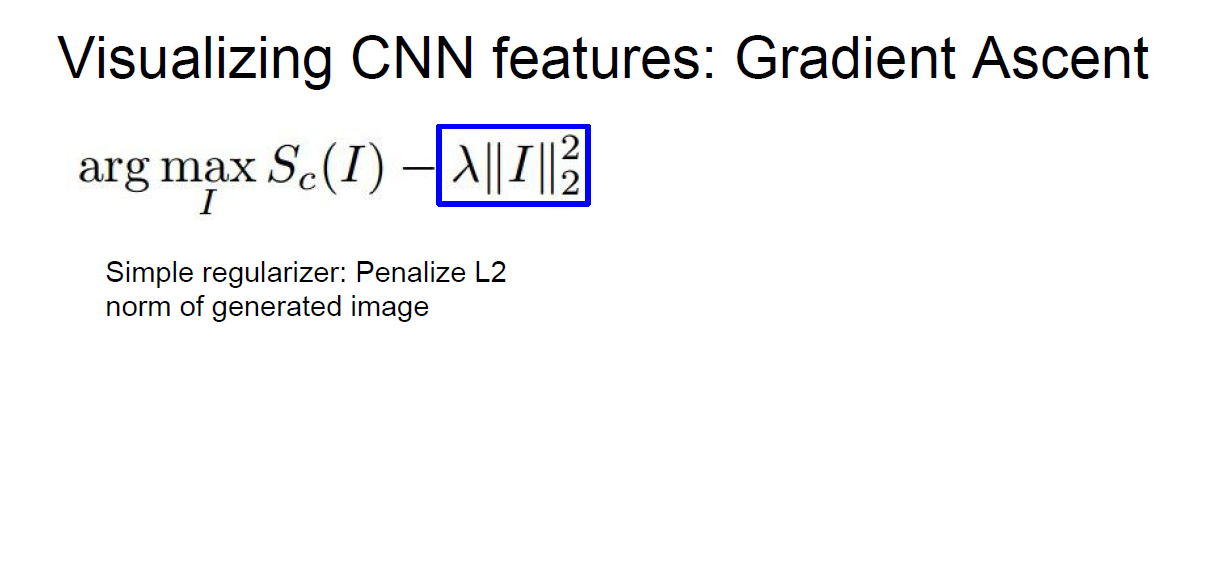 Visualizing CNN features: Gradient Ascent
arg max_I S_c(I) − λ‖I‖₂²
Simple regularizer: Penalize L2
norm of generated image